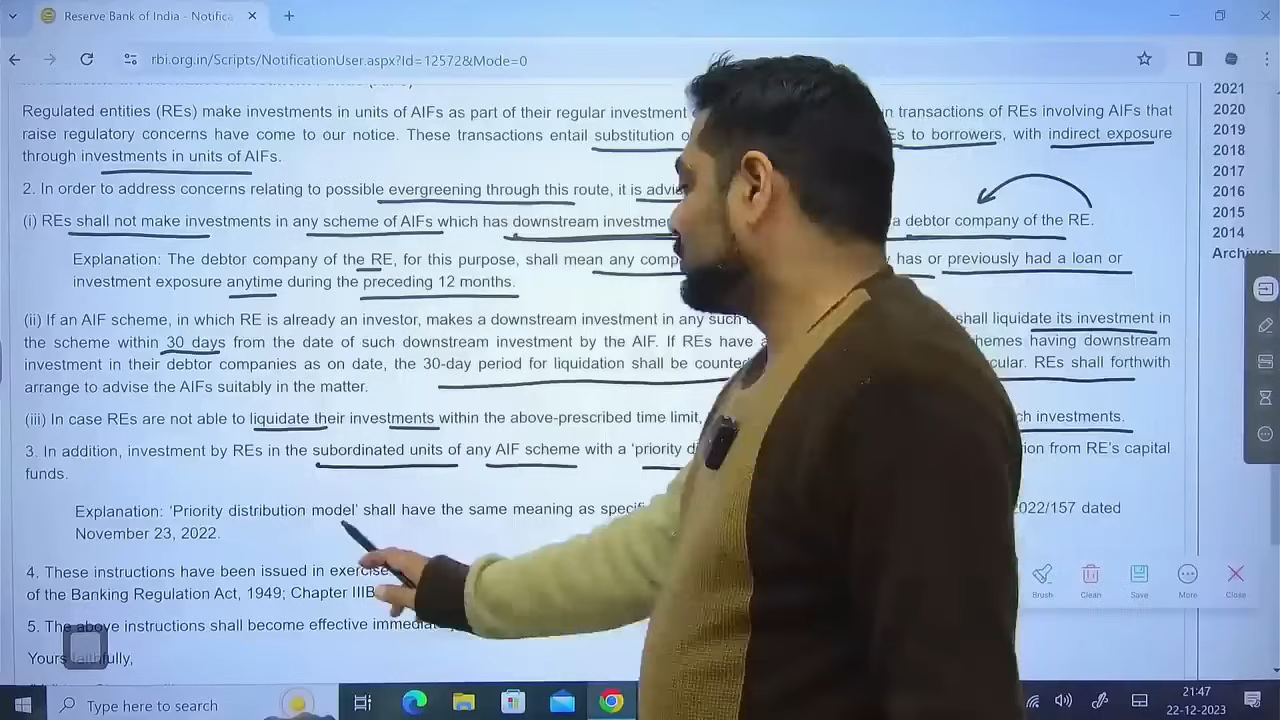 Reserve Bank of India - Notifica
rbi.org.in/Scripts/NotificationUser.aspx?Id=12572&Mode=0
Regulated entities (REs) make investments in units of AIFs as part of their regular investment in transactions of REs involving AIFs that
raise regulatory concerns have come to our notice. These transactions entail substitution to borrowers, with indirect exposure
through investments in units of AIFs.
2. In order to address concerns relating to possible evergreening through this route, it is
(i) REs shall not make investments in any scheme of AIFs which has downstream a debtor company of the RE.
Explanation: The debtor company of the RE, for this purpose, shall mean any has or previously had a loan or
investment exposure anytime during the preceding 12 months.
(ii) If an AIF scheme, in which RE is already an investor, makes a downstream investment in any such shall liquidate its investment in
the scheme within 30 days from the date of such downstream investment by the AIF. If REs have having downstream
investment in their debtor companies as on date, the 30-day period for liquidation shall be REs shall forthwith
arrange to advise the AIFs suitably in the matter.
(iii) In case REs are not able to liquidate their investments within the above-prescribed time limit, investments.
3. In addition, investment by REs in the subordinated units of any AIF scheme with a 'priority from RE's capital
funds.
Explanation: 'Priority distribution model' shall have the same meaning as 2022/157 dated
November 23, 2022.
4. These instructions have been issued in
of the Banking Regulation Act, 1949; Chapter IIIB
5. The above instructions shall become effective
Yours faithfully,
2021
2020
2019
2018
2017
2016
2015
2014
Archives
Brush Clean Save More Close
Type here to search
21:47
22-12-2023